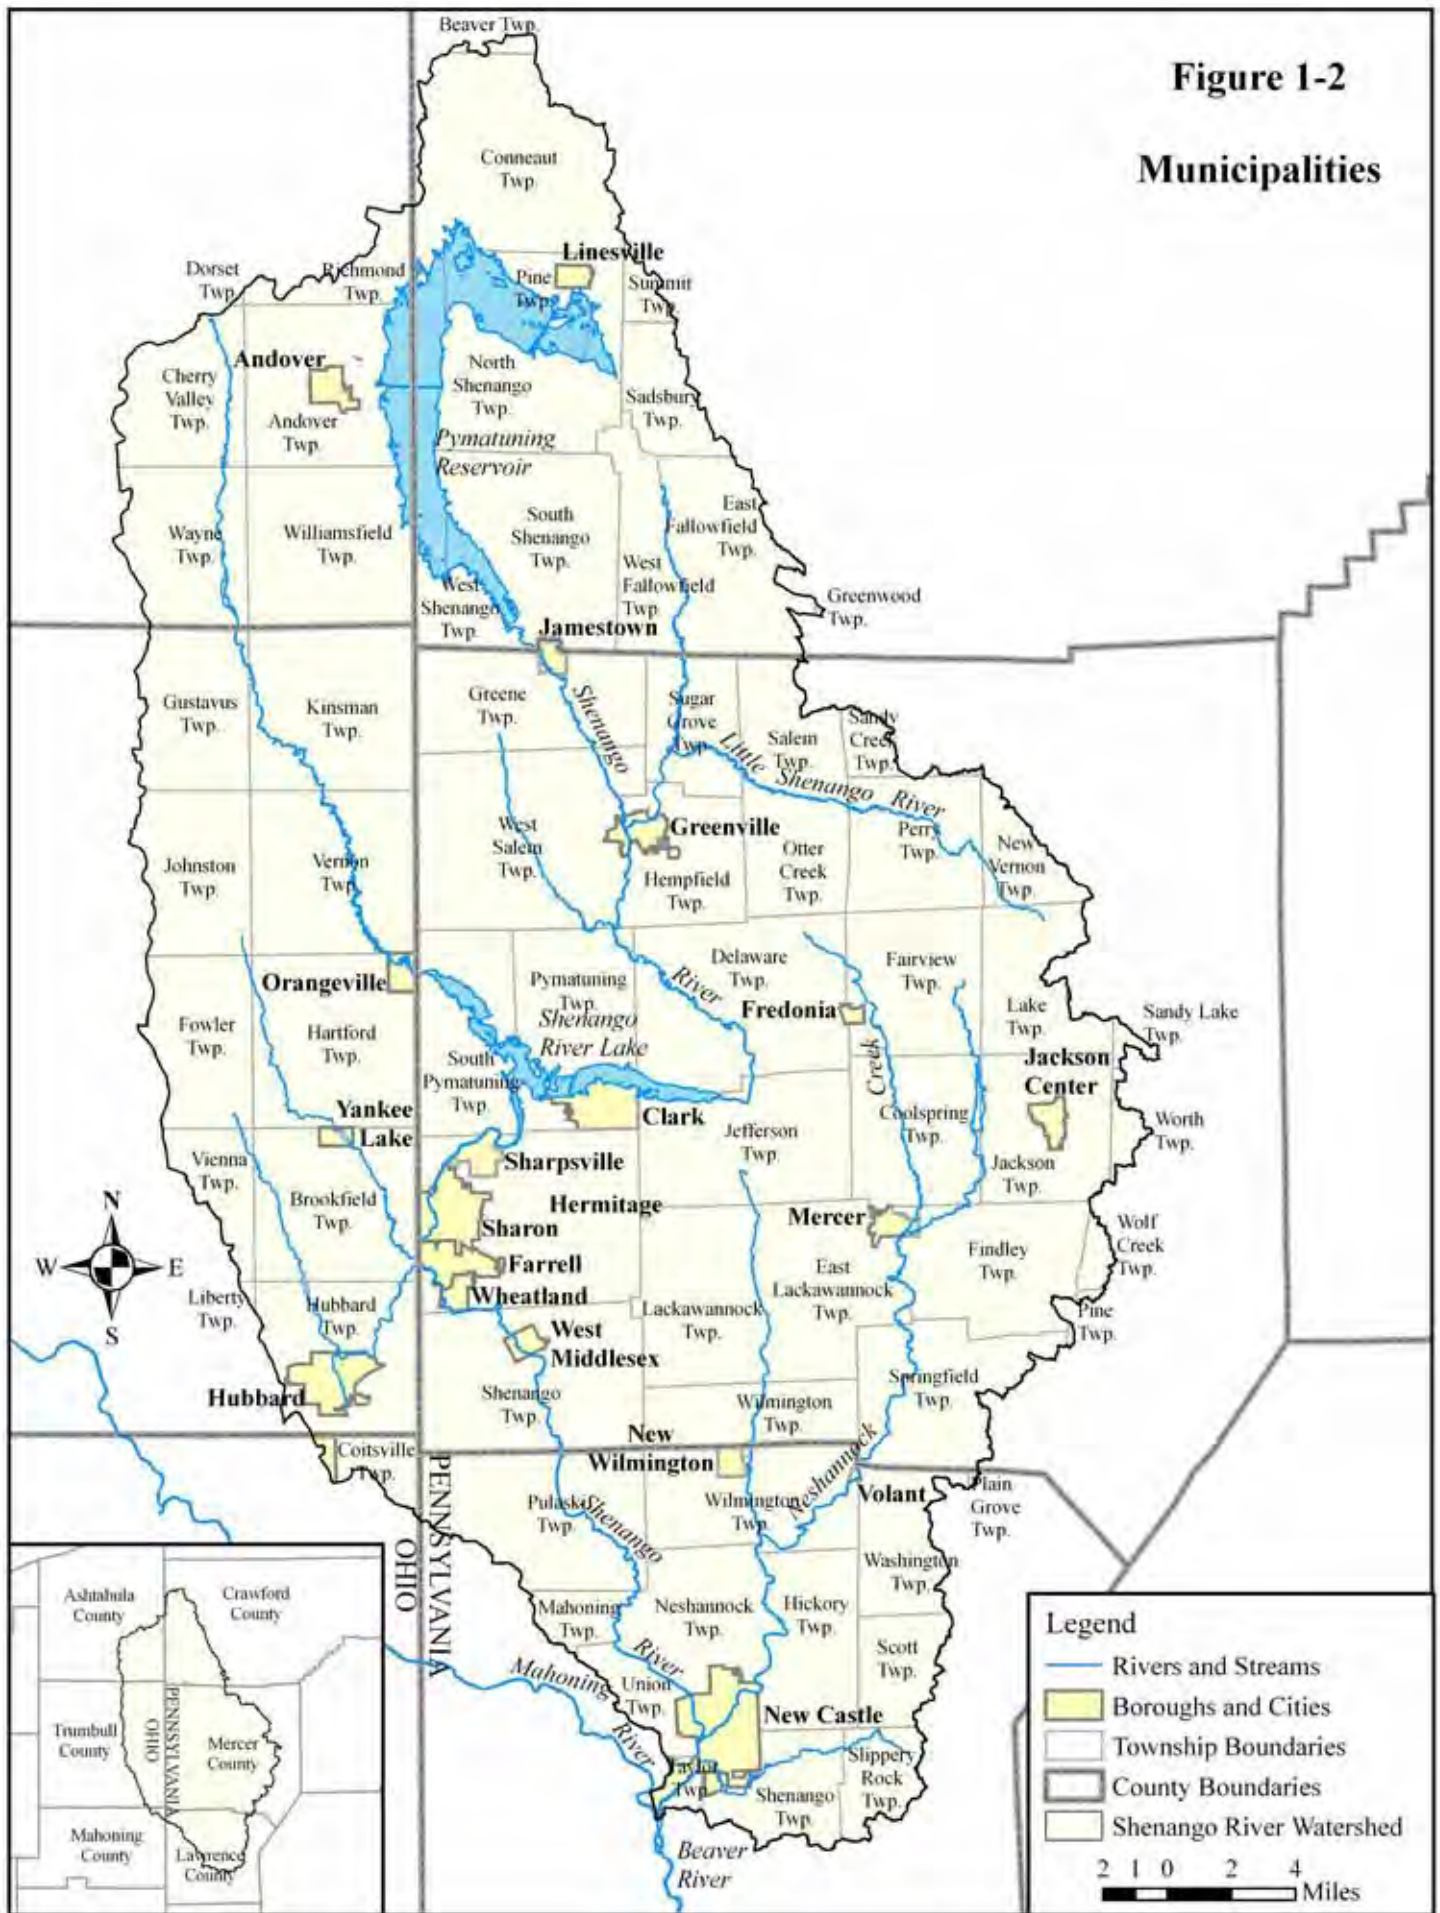 Figure 1-2
Municipalities
Beaver Twp.
Conneaut
Twp.
Linesville
Pine
Twp.
Summit
Twp.
Dorset
Twp.
Richmond
Twp.
Andover
Cherry
Valley
Twp.
Andover
Twp.
North
Shenango
Twp.
Sadsbury
Twp.
Pymatuning
Reservoir
Wayne
Twp.
Williamsfield
Twp.
South
Shenango
Twp.
East
Fallowfield
Twp.
West
Fallowfield
Twp.
West
Shenango
Twp.
Greenwood
Twp.
Jamestown
Gustavus
Twp.
Kinsman
Twp.
Greene
Twp.
Shenango
Sugar
Grove
Twp.
Little Shenango River
Salem
Twp.
Sandy
Creek
Twp.
West
Salem
Twp.
Greenville
Hempfield
Twp.
Otter
Creek
Twp.
Perry
Twp.
New
Vernon
Twp.
Johnston
Twp.
Vernon
Twp.
Orangeville
Pymatuning
Twp.
River
Delaware
Twp.
Fairview
Twp.
Fredonia
Lake
Twp.
Sandy Lake
Twp.
Fowler
Twp.
Hartford
Twp.
Shenango
River Lake
South
Pymatuning
Twp.
Creek
Jackson
Center
Yankee
Lake
Clark
Jefferson
Twp.
Coolspring
Twp.
Worth
Twp.
Jackson
Twp.
Vienna
Twp.
Brookfield
Twp.
Sharpsville
Hermitage
Sharon
Mercer
Wolf
Creek
Twp.
Findley
Twp.
Farrell
Wheatland
East
Lackawannock
Twp.
Lackawannock
Twp.
Pine
Twp.
N
W
E
S
Liberty
Twp.
Hubbard
Twp.
West
Middlesex
Hubbard
Shenango
Twp.
Wilmington
Twp.
Springfield
Twp.
New
Wilmington
Neshannock
Coitsville
Twp.
Volant
Plain
Grove
Twp.
PENNSYLVANIA
OHIO
Pulaski
Twp.
Shenango
Wilmington
Twp.
Washington
Twp.
Mahoning
Twp.
Neshannock
Twp.
Hickory
Twp.
Scott
Twp.
River
Mahoning
River
Union
Twp.
New Castle
Taylor
Twp.
Shenango
Twp.
Slippery
Rock
Twp.
Beaver
River
Ashtabula
County
Crawford
County
Trumbull
County
OHIO
PENNSYLVANIA
Mercer
County
Mahoning
County
Lawrence
County
Legend
Rivers and Streams
Boroughs and Cities
Township Boundaries
County Boundaries
Shenango River Watershed
2 1 0 2 4
Miles